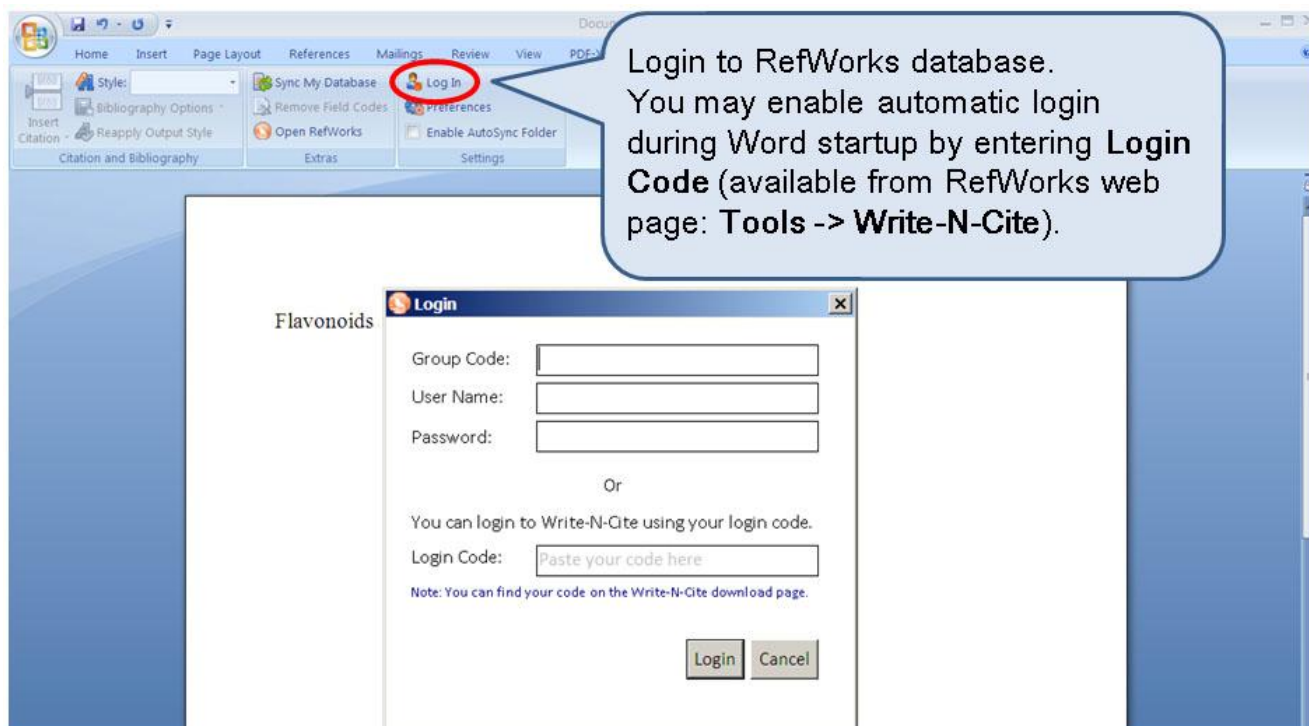 Docu
Home Insert Page Layout References Mailings Review View PDF-X
Style:
Bibliography Options
Insert
Citation
Reapply Output Style
Citation and Bibliography
Sync My Database
Remove Field Codes
Open RefWorks
Extras
Log In
Preferences
Enable AutoSync Folder
Settings
Login to RefWorks database.
You may enable automatic login
during Word startup by entering Login
Code (available from RefWorks web
page: Tools -> Write-N-Cite).
Flavonoids
Login
Group Code:
User Name:
Password:
Or
You can login to Write-N-Cite using your login code.
Login Code: Paste your code here
Note: You can find your code on the Write-N-Cite download page.
Login Cancel